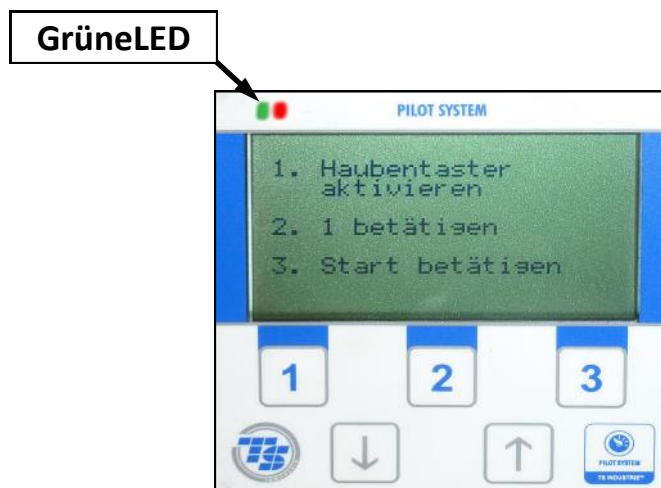 GrüneLED
PILOT SYSTEM
1. Haubentaster
aktivieren
2. 1 betätigen
3. Start betätigen
1
2
3
TS
PILOT SYSTEM
TS INDUSTRIE